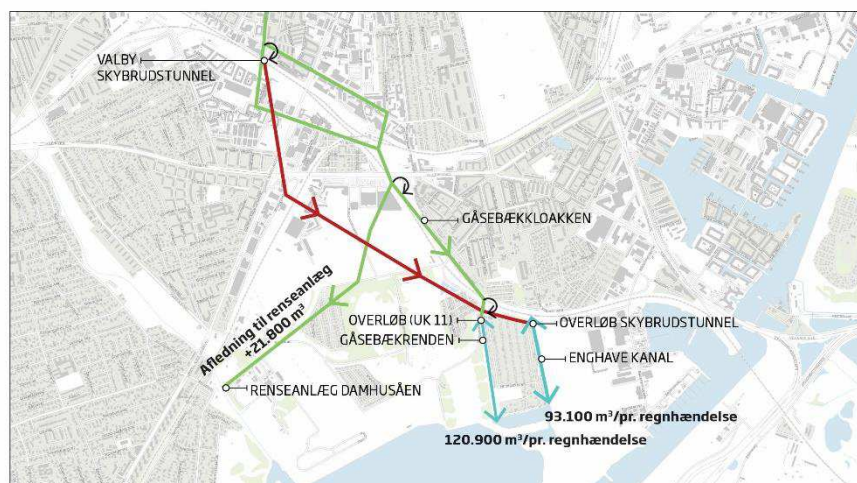 VALBY
SKYBRUDSTUNNEL
GÅSEBÆKKLOAKKEN
Afledning til renseanlæg
+21.800 m³
OVERLØB (UK 11)
GÅSEBÆKRENDEN
OVERLØB SKYBRUDSTUNNEL
ENGHAVE KANAL
RENSEANLÆG DAMHUSÅEN
93.100 m³/pr. regnhændelse
120.900 m³/pr. regnhændelse